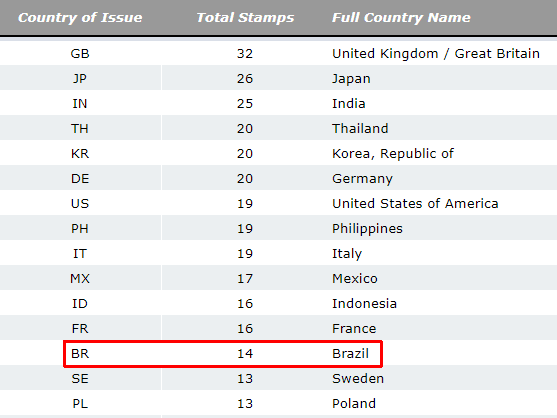 Country of Issue Total Stamps Full Country Name
GB 32 United Kingdom / Great Britain
JP 26 Japan
IN 25 India
TH 20 Thailand
KR 20 Korea, Republic of
DE 20 Germany
US 19 United States of America
PH 19 Philippines
IT 19 Italy
MX 17 Mexico
ID 16 Indonesia
FR 16 France
BR 14 Brazil
SE 13 Sweden
PL 13 Poland